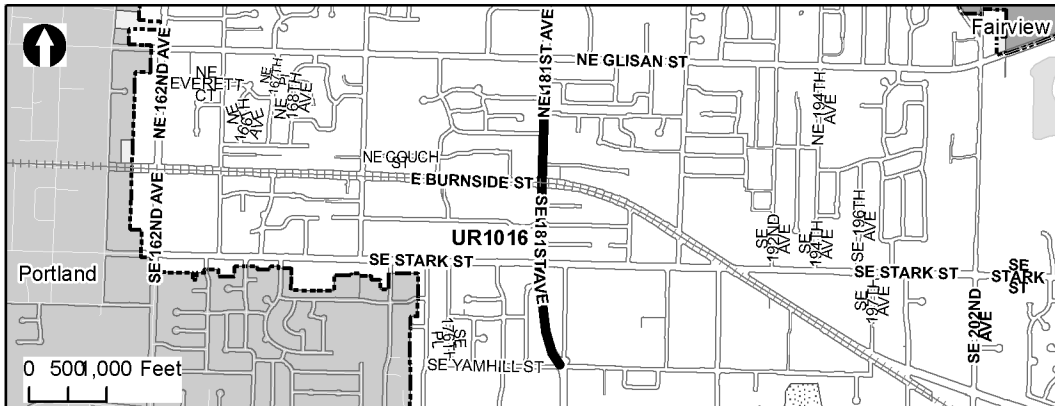 Fairview
NE GLISAN ST
NE 181ST AVE
NE 162ND AVE
NE
EVERETT
CT
NE
167TH
PL
NE
168TH
AVE
NE
166TH
AVE
NE 194TH
AVE
NE COUCH
ST
E BURNSIDE ST
SE 162ND AVE
SE 181ST AVE
UR1016
SE
192ND
AVE
SE
194TH
AVE
SE 196TH
AVE
Portland
SE STARK ST
SE STARK ST
SE
STARK
ST
SE
197TH
AVE
SE 202ND
AVE
SE
176TH
PL
SE YAMHILL ST
0 500 1,000 Feet